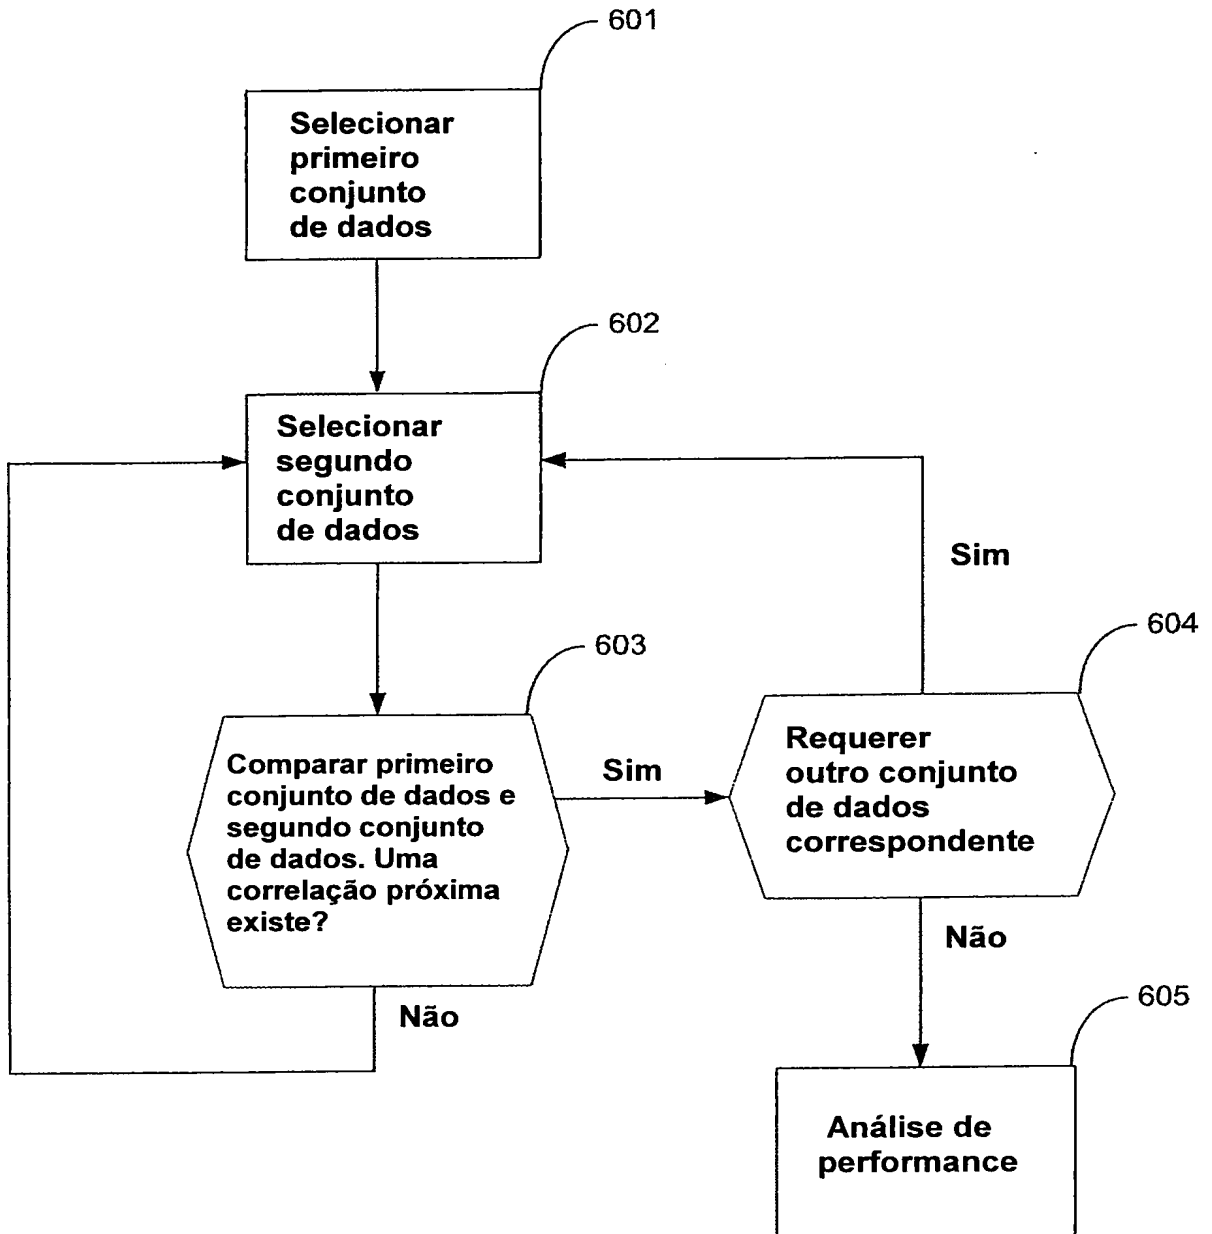 601
Selecionar
primeiro
conjunto
de dados
602
Selecionar
segundo
conjunto
de dados
Sim
603
604
Comparar primeiro
conjunto de dados e
segundo conjunto
de dados. Uma
correlação próxima
existe?
Sim
Requerer
outro conjunto
de dados
correspondente
Não
Não
605
Análise de
performance